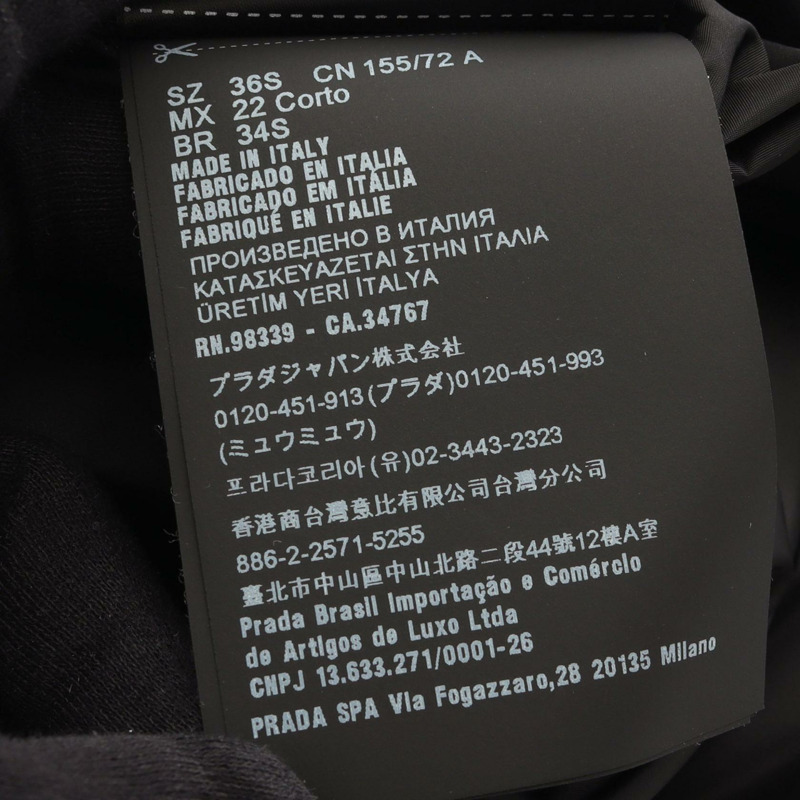 SZ 36S CN 155/72 A
MX 22 Corto
BR 34S
MADE IN ITALY
FABRICADO EN ITALIA
FABRICADO EM ITÁLIA
FABRIQUÉ EN ITALIE
ПРОИЗВЕДЕНО В ИТАЛИЯ
ΚΑΤΑΣΚΕΥΑΖΕΤΑΙ ΣΤΗΝ ΙΤΑΛΙΑ
ÜRETİM YERİ İTALYA
RN.98339 - CA.34767
プラダジャパン株式会社
0120-451-913(プラダ)0120-451-993
(ミュウミュウ)
프라다코리아(유)02-3443-2323
香港商台灣意比有限公司台灣分公司
886-2-2571-5255
臺北市中山區中山北路二段44號12樓A室
Prada Brasil Importação e Comércio
de Artigos de Luxo Ltda
CNPJ 13.633.271/0001-26
PRADA SPA Via Fogazzaro,28 20135 Milano